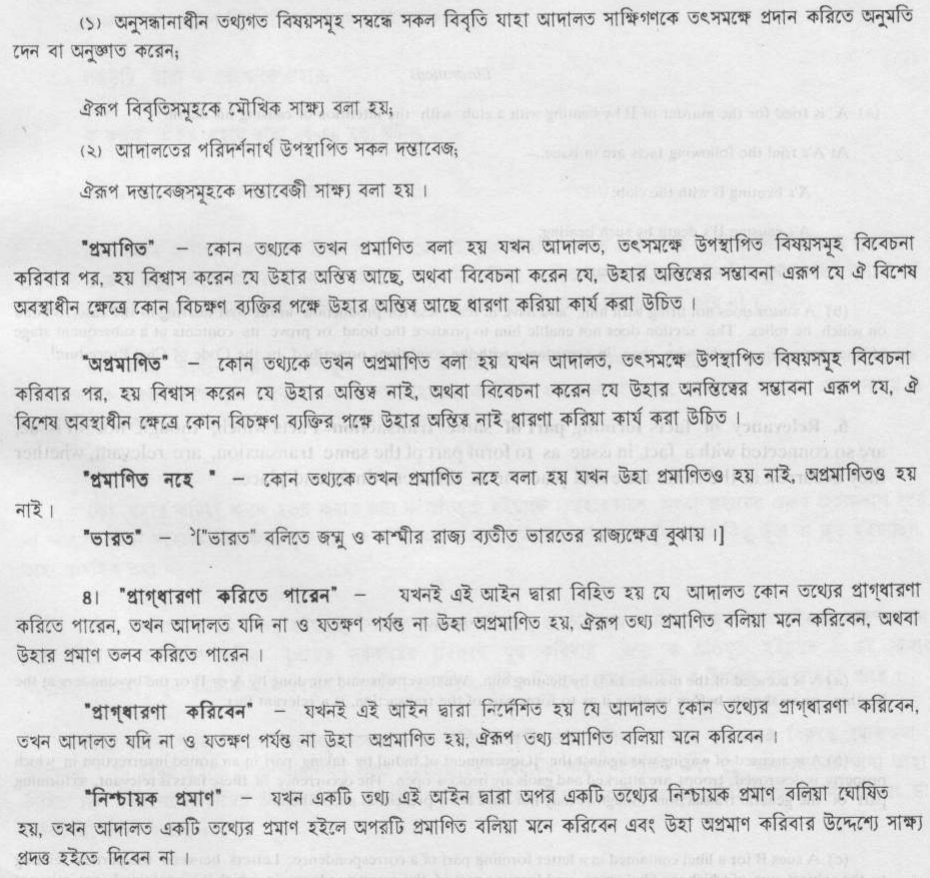 (১) অনুসন্ধানাধীন তথ্যগত বিষয়সমূহ সম্বন্ধে সকল বিবৃতি যাহা আদালত সাক্ষিগণকে তৎসমক্ষে প্রদান করিতে অনুমতি
দেন বা অনুজ্ঞাত করেন;
ঐরূপ বিবৃতিসমূহকে মৌখিক সাক্ষ্য বলা হয়;
(২) আদালতের পরিদর্শনার্থ উপস্থাপিত সকল দস্তাবেজ;
ঐরূপ দস্তাবেজসমূহকে দস্তাবেজী সাক্ষ্য বলা হয় ।
"প্রমাণিত" — কোন তথ্যকে তখন প্রমাণিত বলা হয় যখন আদালত, তৎসমক্ষে উপস্থাপিত বিষয়সমূহ বিবেচনা
করিবার পর, হয় বিশ্বাস করেন যে উহার অস্তিত্ব আছে, অথবা বিবেচনা করেন যে, উহার অস্তিত্বের সম্ভাবনা এরূপ যে ঐ বিশেষ
অবস্থাধীন ক্ষেত্রে কোন বিচক্ষণ ব্যক্তির পক্ষে উহার অস্তিত্ব আছে ধারণা করিয়া কার্য করা উচিত ।
"অপ্রমাণিত" — কোন তথ্যকে তখন অপ্রমাণিত বলা হয় যখন আদালত, তৎসমক্ষে উপস্থাপিত বিষয়সমূহ বিবেচনা
করিবার পর, হয় বিশ্বাস করেন যে উহার অস্তিত্ব নাই, অথবা বিবেচনা করেন যে উহার অনস্তিত্বের সম্ভাবনা এরূপ যে, ঐ
বিশেষ অবস্থাধীন ক্ষেত্রে কোন বিচক্ষণ ব্যক্তির পক্ষে উহার অস্তিত্ব নাই ধারণা করিয়া কার্য করা উচিত ।
"প্রমাণিত নহে " — কোন তথ্যকে তখন প্রমাণিত নহে বলা হয় যখন উহা প্রমাণিতও হয় নাই, অপ্রমাণিতও হয়
নাই ।
"ভারত" — ["ভারত" বলিতে জম্মু ও কাশ্মীর রাজ্য ব্যতীত ভারতের রাজ্যক্ষেত্র বুঝায় ।]
৪। "প্রাগ্‌ধারণা করিতে পারেন" — যখনই এই আইন দ্বারা বিহিত হয় যে আদালত কোন তথ্যের প্রাগ্‌ধারণা
করিতে পারেন, তখন আদালত যদি না ও যতক্ষণ পর্যন্ত না উহা অপ্রমাণিত হয়, ঐরূপ তথ্য প্রমাণিত বলিয়া মনে করিবেন, অথবা
উহার প্রমাণ তলব করিতে পারেন ।
"প্রাগ্‌ধারণা করিবেন" — যখনই এই আইন দ্বারা নির্দেশিত হয় যে আদালত কোন তথ্যের প্রাগ্‌ধারণা করিবেন,
তখন আদালত যদি না ও যতক্ষণ পর্যন্ত না উহা অপ্রমাণিত হয়, ঐরূপ তথ্য প্রমাণিত বলিয়া মনে করিবেন ।
"নিশ্চায়ক প্রমাণ" — যখন একটি তথ্য এই আইন দ্বারা অপর একটি তথ্যের নিশ্চায়ক প্রমাণ বলিয়া ঘোষিত
হয়, তখন আদালত একটি তথ্যের প্রমাণ হইলে অপরটি প্রমাণিত বলিয়া মনে করিবেন এবং উহা অপ্রমাণ করিবার উদ্দেশ্যে সাক্ষ্য
প্রদত্ত হইতে দিবেন না ।